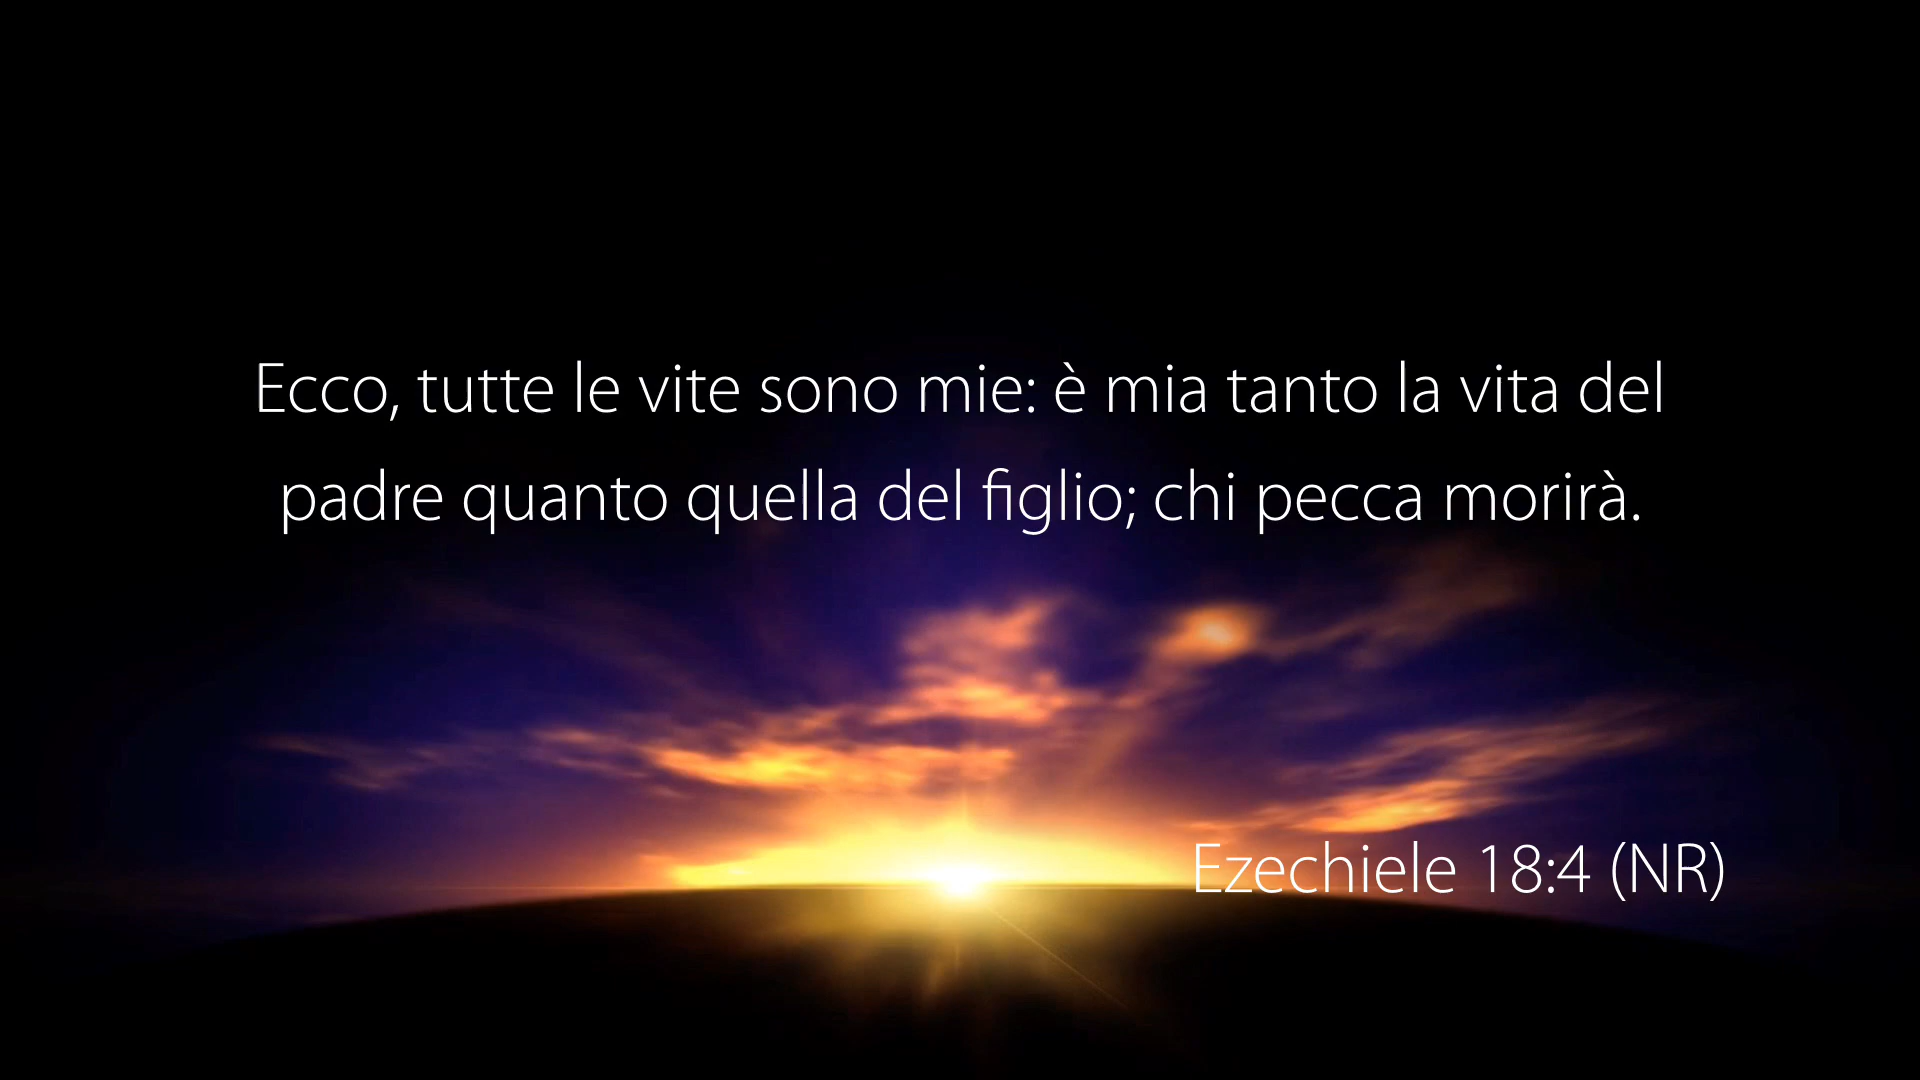 Ecco, tutte le vite sono mie: è mia tanto la vita del
padre quanto quella del figlio; chi pecca morirà.
Ezechiele 18:4 (NR)